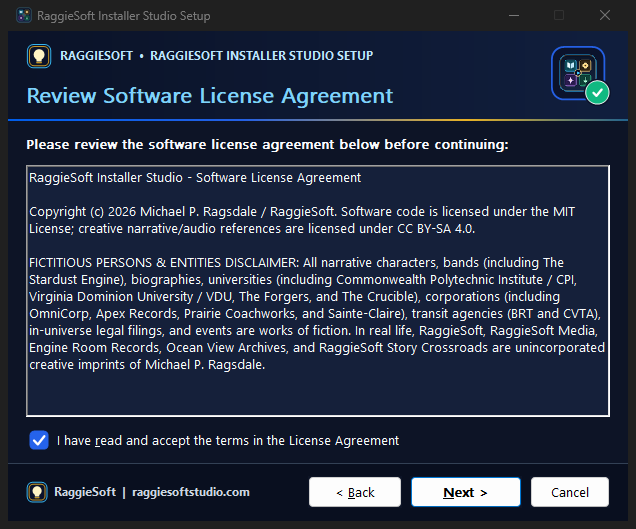 RaggieSoft Installer Studio Setup
RAGGIESOFT • RAGGIESOFT INSTALLER STUDIO SETUP
Review Software License Agreement
Please review the software license agreement below before continuing:
RaggieSoft Installer Studio - Software License Agreement
Copyright (c) 2026 Michael P. Ragsdale / RaggieSoft. Software code is licensed under the MIT
License; creative narrative/audio references are licensed under CC BY-SA 4.0.
FICTITIOUS PERSONS & ENTITIES DISCLAIMER: All narrative characters, bands (including The
Stardust Engine), biographies, universities (including Commonwealth Polytechnic Institute / CPI,
Virginia Dominion University / VDU, The Forgers, and The Crucible), corporations (including
OmniCorp, Apex Records, Prairie Coachworks, and Sainte-Claire), transit agencies (BRT and CVTA),
in-universe legal filings, and events are works of fiction. In real life, RaggieSoft, RaggieSoft Media,
Engine Room Records, Ocean View Archives, and RaggieSoft Story Crossroads are unincorporated
creative imprints of Michael P. Ragsdale.
I have read and accept the terms in the License Agreement
RaggieSoft | raggiesoftstudio.com
< Back
Next >
Cancel